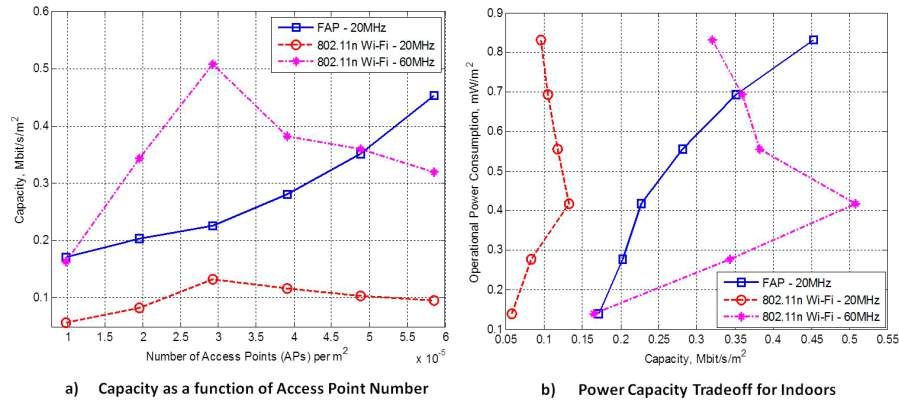 FAP - 20MHz
802.11n Wi-Fi - 20MHz
802.11n Wi-Fi - 60MHz
0.6
0.5
0.4
0.3
0.2
0.1
Capacity, Mbit/s/m²
1 1.5 2 2.5 3 3.5 4 4.5 5 5.5 6
Number of Access Points (APs) per m²
x 10⁻⁵
a) Capacity as a function of Access Point Number
0.9
0.8
0.7
0.6
0.5
0.4
0.3
0.2
0.1
Operational Power Consumption, mW/m²
FAP - 20MHz
802.11n Wi-Fi - 20MHz
802.11n Wi-Fi - 60MHz
0.05 0.1 0.15 0.2 0.25 0.3 0.35 0.4 0.45 0.5 0.55
Capacity, Mbit/s/m²
b) Power Capacity Tradeoff for Indoors